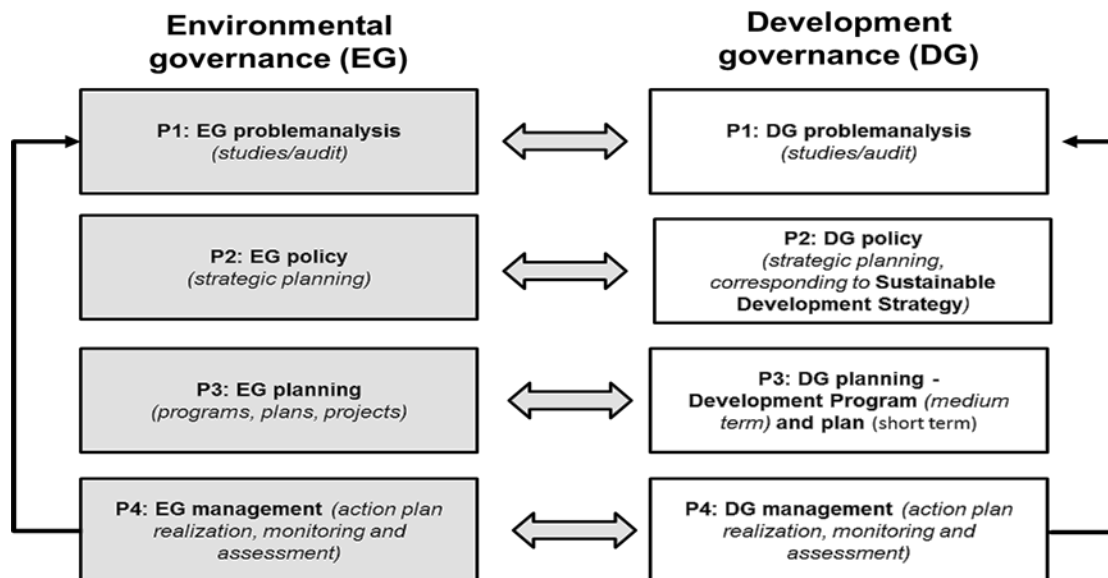 Environmental
governance (EG)
Development
governance (DG)
P1: EG problemanalysis
(studies/audit)
P1: DG problemanalysis
(studies/audit)
P2: EG policy
(strategic planning)
P2: DG policy
(strategic planning,
corresponding to Sustainable
Development Strategy)
P3: EG planning
(programs, plans, projects)
P3: DG planning -
Development Program (medium
term) and plan (short term)
P4: EG management (action plan
realization, monitoring and
assessment)
P4: DG management (action plan
realization, monitoring and
assessment)